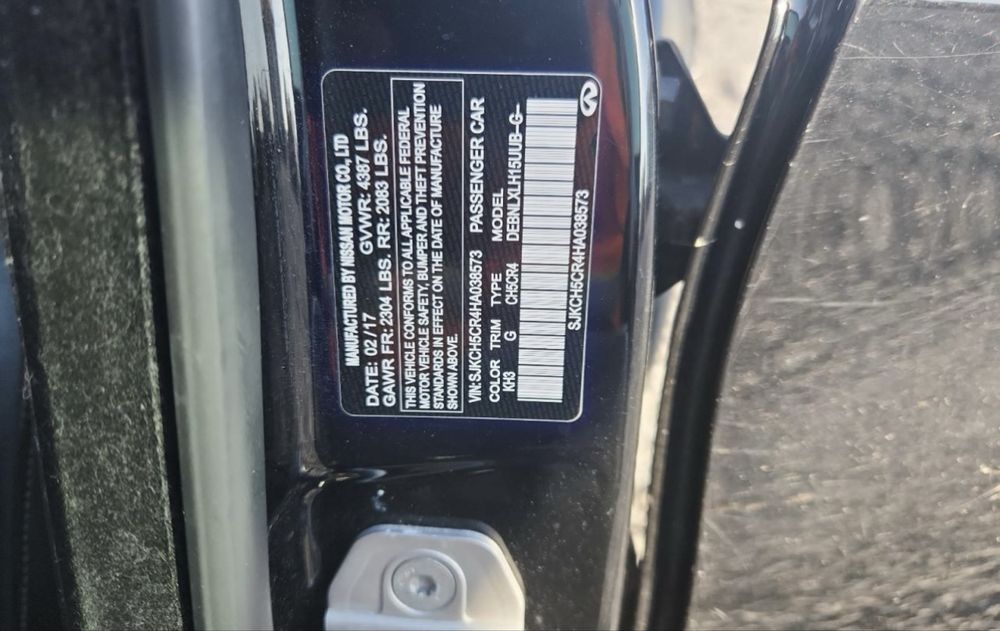 MANUFACTURED BY NISSAN MOTOR CO., LTD
DATE: 02 / 17 GVWR: 4387 LBS.
GAWR FR: 2304 LBS. RR: 2083 LBS.
THIS VEHICLE CONFORMS TO ALL APPLICABLE FEDERAL
MOTOR VEHICLE SAFETY, BUMPER AND THEFT PREVENTION
STANDARDS IN EFFECT ON THE DATE OF MANUFACTURE
SHOWN ABOVE.
VIN: SJKCH5CR4HA038573 PASSENGER CAR
COLOR TRIM TYPE MODEL
KH3 G CH5CR4 DEBNLXLH15UUB-G-
SJKCH5CR4HA038573